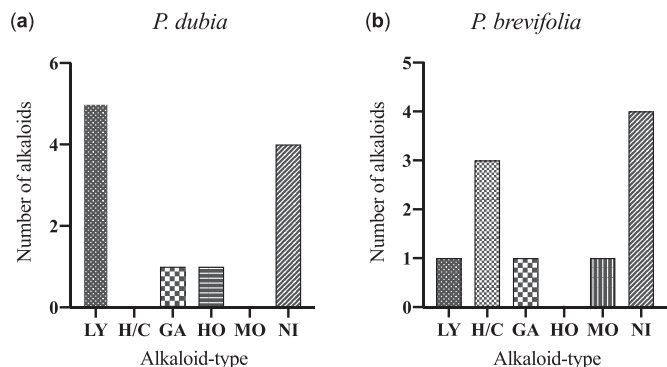 (a) P. dubia
Number of alkaloids
6
4
2
0
LY H/C GA HO MO NI
Alkaloid-type
(b) P. brevifolia
Number of alkaloids
5
4
3
2
1
0
LY H/C GA HO MO NI
Alkaloid-type